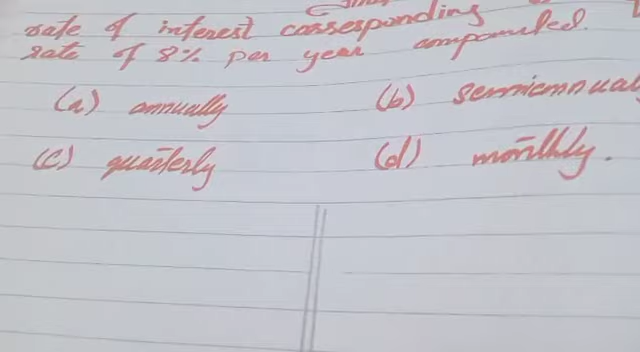 rate of interest corresponding
rate of 8% per year compounded.
(a) annually (b) semiannual
(c) quarterly (d) monthly.